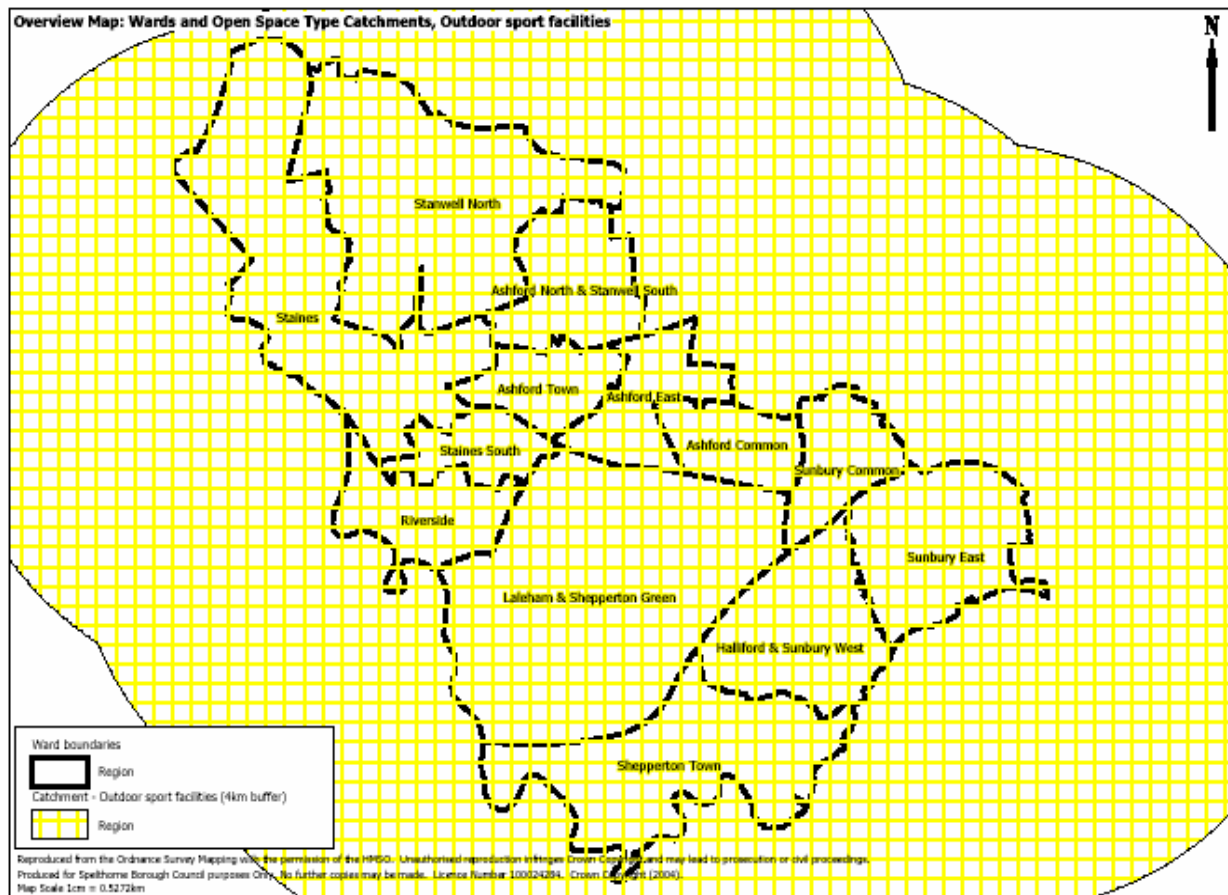 Overview Map: Wards and Open Space Type Catchments, Outdoor sport facilities
N
Stanwell North
Ashford North & Stanwell South
Staines
Ashford Town
Ashford East
Ashford Common
Staines South
Sunbury Common
Riverside
Sunbury East
Laleham & Shepperton Green
Halliford & Sunbury West
Shepperton Town
Ward boundaries
Region
Catchment - Outdoor sport facilities (4km buffer)
Region
Reproduced from the Ordnance Survey Mapping with the permission of the HMSO. Unauthorised reproduction infringes Crown Copyright and may lead to prosecution or civil proceedings.
Produced for Spelthorne Borough Council purposes Only. No further copies may be made. Licence Number 100024284. Crown Copyright (2004).
Map Scale 1cm = 0.5272km